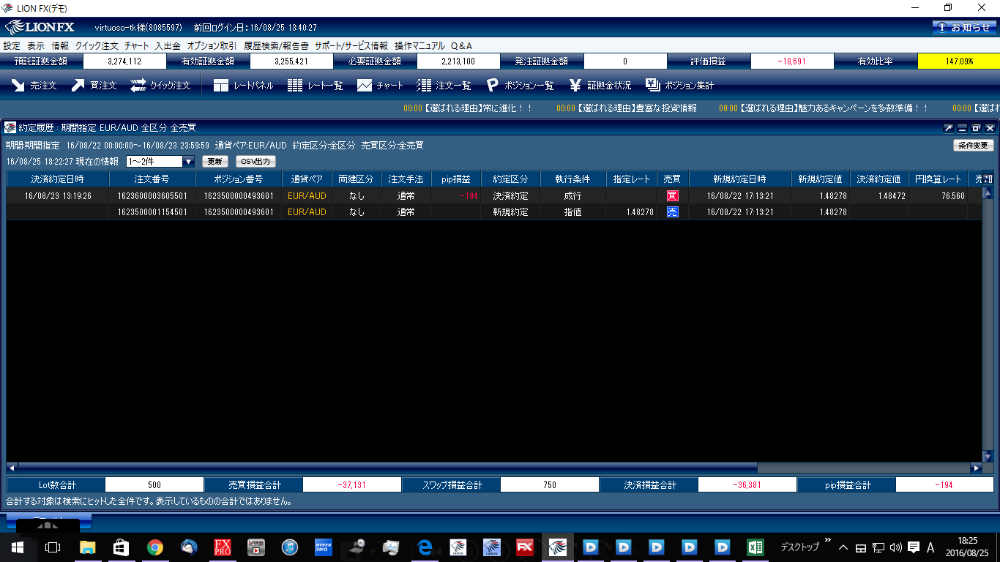 LION FX(デモ)
LIONFX virtuoso-tk様(8085597) 前回ログイン日：16/08/25 13:40:27 お知らせ
設定 表示 情報 クイック注文 チャート 入出金 オプション取引 履歴検索/報告書 サポート/サービス情報 操作マニュアル Q&A
預託証拠金額 3,274,112 有効証拠金額 3,255,421 必要証拠金額 2,213,100 発注証拠金額 0 評価損益 -18,691 有効比率 147.09%
売注文 買注文 クイック注文 レートパネル レート一覧 チャート 注文一覧 ポジション一覧 証拠金状況 ポジション集計
00:00 【選ばれる理由】常に進化！！ 00:00 【選ばれる理由】豊富な投資情報 00:00 【選ばれる理由】魅力あるキャンペーンを多数準備！！ 00:00 【選ばれ
約定履歴：期間指定 EUR/AUD 全区分 全売買
期間:期間指定 16/08/22 00:00:00～16/08/23 23:59:59 通貨ペア:EUR/AUD 約定区分:全区分 売買区分:全売買 条件変更
16/08/25 18:22:27 現在の情報 1～2件 更新 CSV出力
決済約定日時 注文番号 ポジション番号 通貨ペア 両建区分 注文手法 pip損益 約定区分 執行条件 指定レート 売買 新規約定日時 新規約定値 決済約定値 円換算レート 売
16/08/23 13:19:26 1623600003605501 1623500000493601 EUR/AUD なし 通常 -194 決済約定 成行 買 16/08/22 17:13:21 1.48278 1.48472 76.560
1623500001154501 1623500000493601 EUR/AUD なし 通常 新規約定 指値 1.48278 売 16/08/22 17:13:21 1.48278
Lot数合計 500 売買損益合計 -37,131 スワップ損益合計 750 決済損益合計 -36,381 pip損益合計 -194
合計する対象は検索にヒットした全件です。表示しているものの合計ではありません。
FX PRO HYPER SBI FX デスクトップ A 18:25
2016/08/25